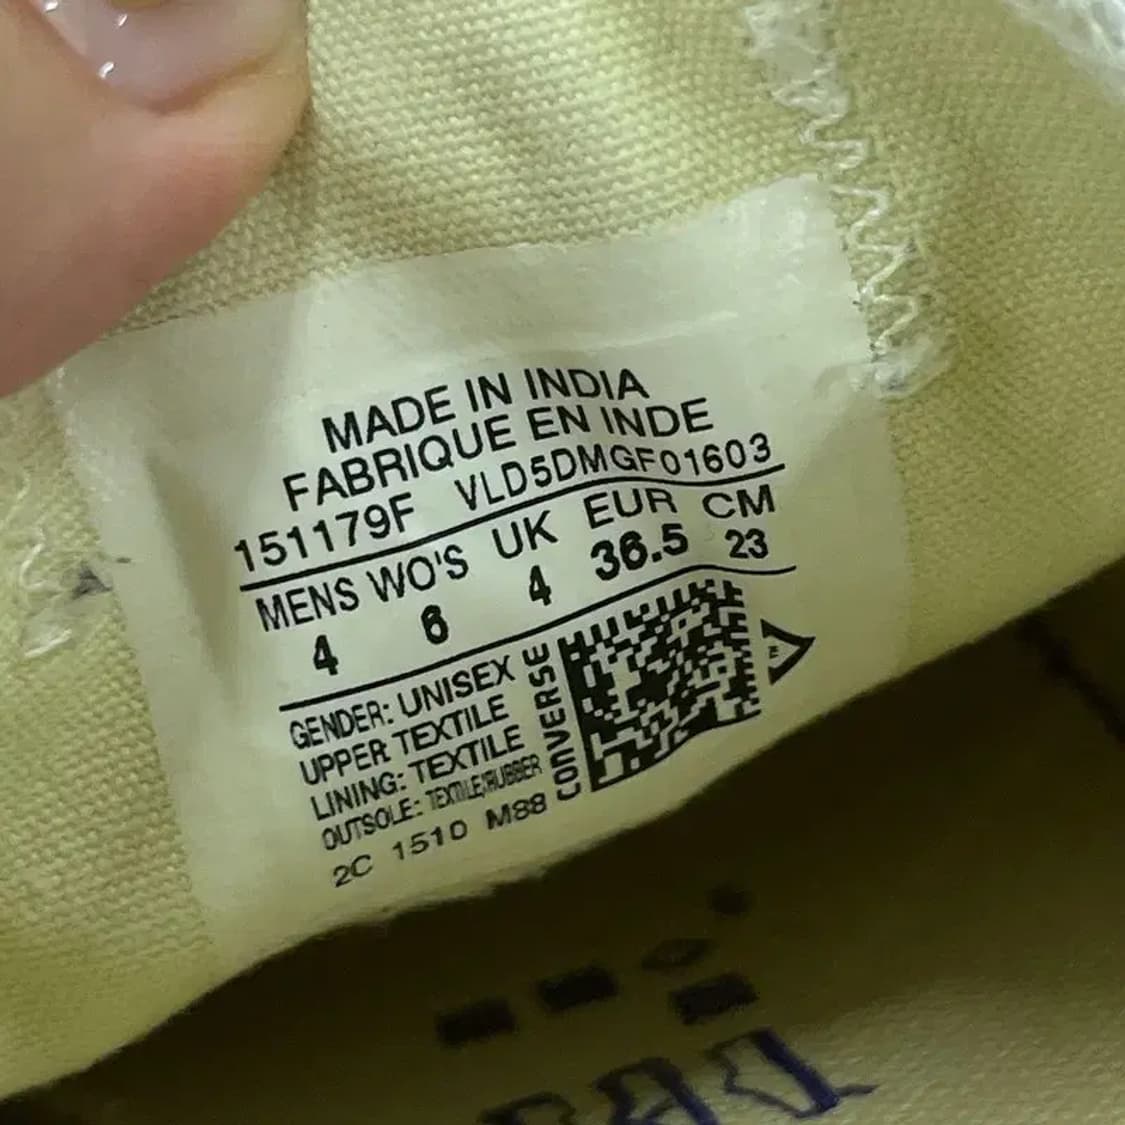 MADE IN INDIA
FABRIQUE EN INDE
151179F VLD5DMGF01603
MENS WO'S UK EUR CM
4 6 4 36.5 23
GENDER: UNISEX
UPPER TEXTILE
LINING: TEXTILE
OUTSOLE: TEXTILE/RUBBER
2C 1510 M88
CONVERSE
TM